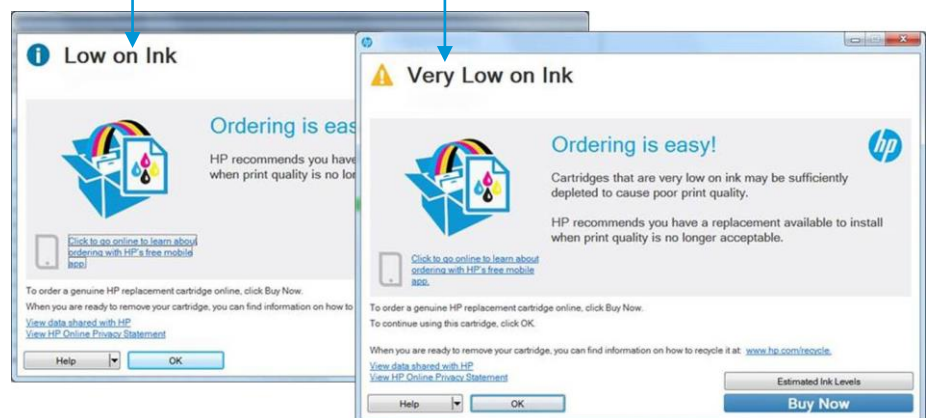 Low on Ink
Ordering is eas
HP recommends you have
when print quality is no lor
Click to go online to learn about
ordering with HP's free mobile
app.
To order a genuine HP replacement cartridge online, click Buy Now.
When you are ready to remove your cartridge, you can find information on how to
View data shared with HP
View HP Online Privacy Statement
Help
OK
Very Low on Ink
Ordering is easy!
hp
Cartridges that are very low on ink may be sufficiently
depleted to cause poor print quality.
HP recommends you have a replacement available to install
when print quality is no longer acceptable.
Click to go online to learn about
ordering with HP's free mobile
app.
To order a genuine HP replacement cartridge online, click Buy Now.
To continue using this cartridge, click OK.
When you are ready to remove your cartridge, you can find information on how to recycle it at: www.hp.com/recycle.
View data shared with HP
View HP Online Privacy Statement
Estimated Ink Levels
Help
OK
Buy Now